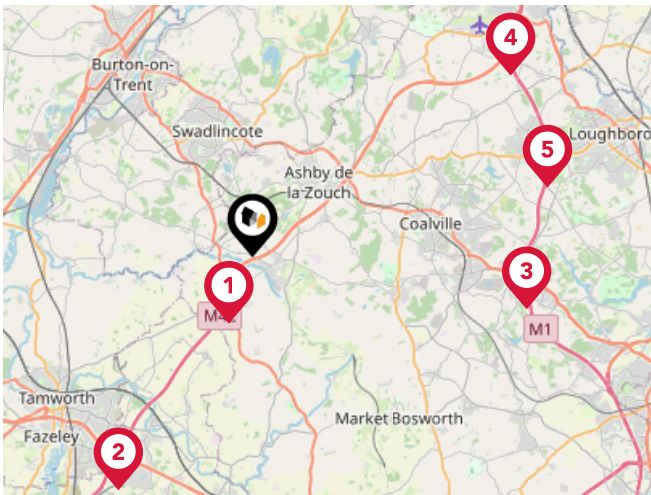 4
Burton-on-
Trent
Swadlincote
Loughboro
5
Ashby de
la Zouch
Coalville
3
1
M42
M1
Tamworth
Market Bosworth
Fazeley
2